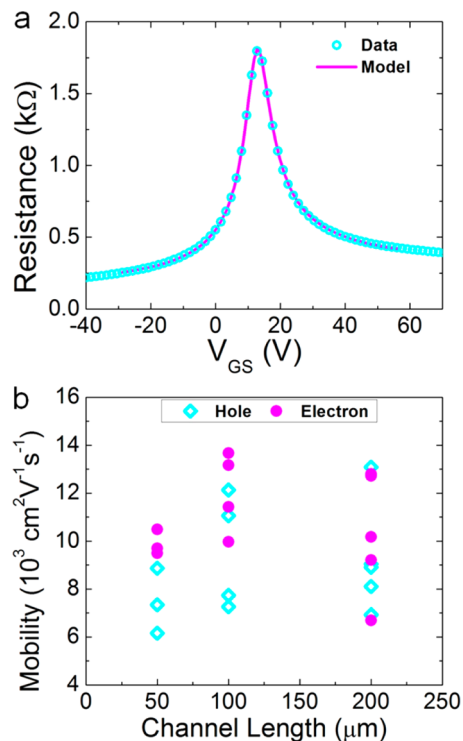 a
Data
Model
Resistance (kΩ)
2.0
1.5
1.0
0.5
0.0
-40 -20 0 20 40 60
V_GS (V)
b
Hole Electron
Mobility (10³ cm²V⁻¹s⁻¹)
16
14
12
10
8
6
4
0 50 100 150 200 250
Channel Length (μm)